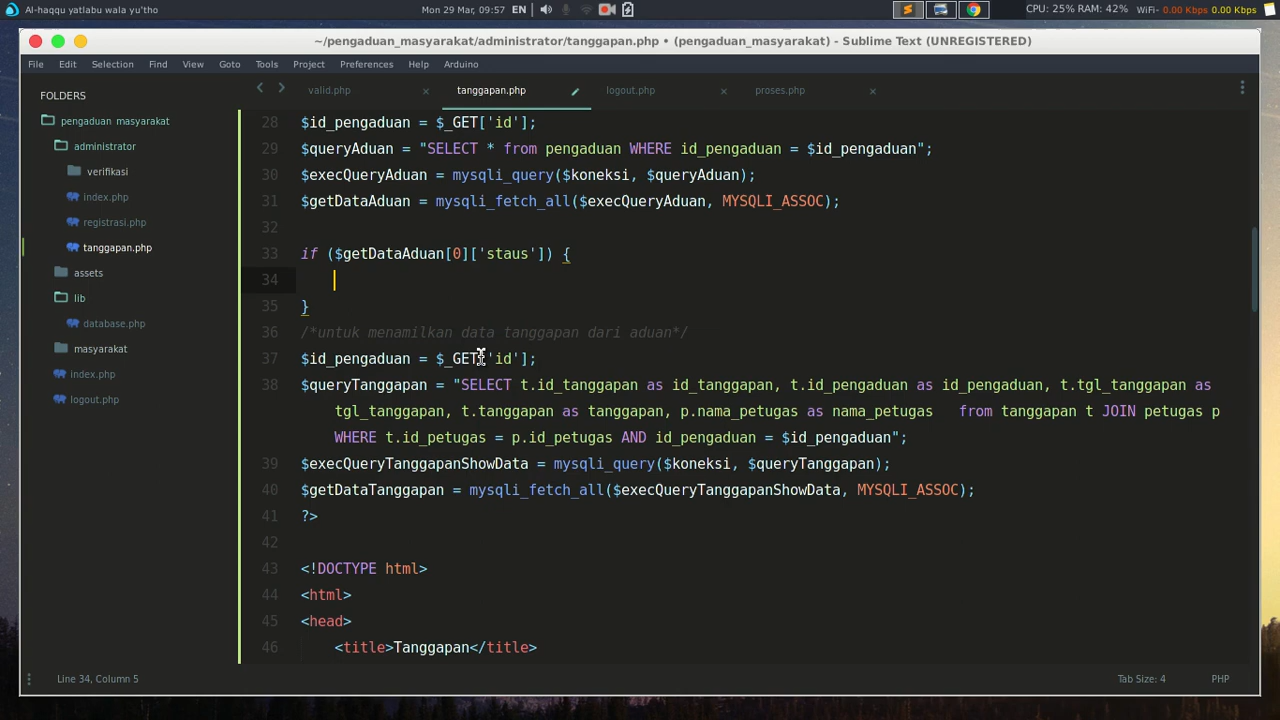 Al-haqqu yatlabu wala yu'tho
Mon 29 Mar, 09:57 EN
CPU: 25% RAM: 42% WiFi- 0.00 Kbps 0.00 Kbps
~/pengaduan_masyarakat/administrator/tanggapan.php • (pengaduan_masyarakat) - Sublime Text (UNREGISTERED)
File Edit Selection Find View Goto Tools Project Preferences Help Arduino
FOLDERS
pengaduan masyarakat
administrator
verifikasi
index.php
registrasi.php
tanggapan.php
assets
lib
database.php
masyarakat
index.php
logout.php
valid.php × tanggapan.php logout.php × proses.php ×
28 $id_pengaduan = $_GET['id'];
29 $queryAduan = "SELECT * from pengaduan WHERE id_pengaduan = $id_pengaduan";
30 $execQueryAduan = mysqli_query($koneksi, $queryAduan);
31 $getDataAduan = mysqli_fetch_all($execQueryAduan, MYSQLI_ASSOC);
32
33 if ($getDataAduan[0]['staus']) {
34
35 }
36 /*untuk menamilkan data tanggapan dari aduan*/
37 $id_pengaduan = $_GET['id'];
38 $queryTanggapan = "SELECT t.id_tanggapan as id_tanggapan, t.id_pengaduan as id_pengaduan, t.tgl_tanggapan as
tgl_tanggapan, t.tanggapan as tanggapan, p.nama_petugas as nama_petugas from tanggapan t JOIN petugas p
WHERE t.id_petugas = p.id_petugas AND id_pengaduan = $id_pengaduan";
39 $execQueryTanggapanShowData = mysqli_query($koneksi, $queryTanggapan);
40 $getDataTanggapan = mysqli_fetch_all($execQueryTanggapanShowData, MYSQLI_ASSOC);
41 ?>
42
43 <!DOCTYPE html>
44 <html>
45 <head>
46 <title>Tanggapan</title>
Line 34, Column 5
Tab Size: 4 PHP